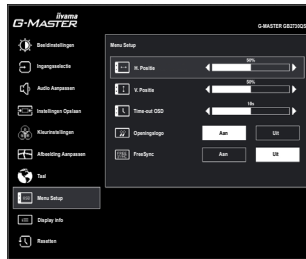 iiyama
G-MASTER
G-MASTER GB2730QS
Beeldinstellingen
Ingangsselectie
Audio Aanpassen
Instellingen Opslaan
Kleurinstellingen
Afbeelding Aanpassen
Taal
Menu Setup
Display info
Resetten
Menu Setup
H. Positie
50%
V. Positie
50%
Time-out OSD
10s
Openingslogo
Aan
Uit
FreeSync
Aan
Uit